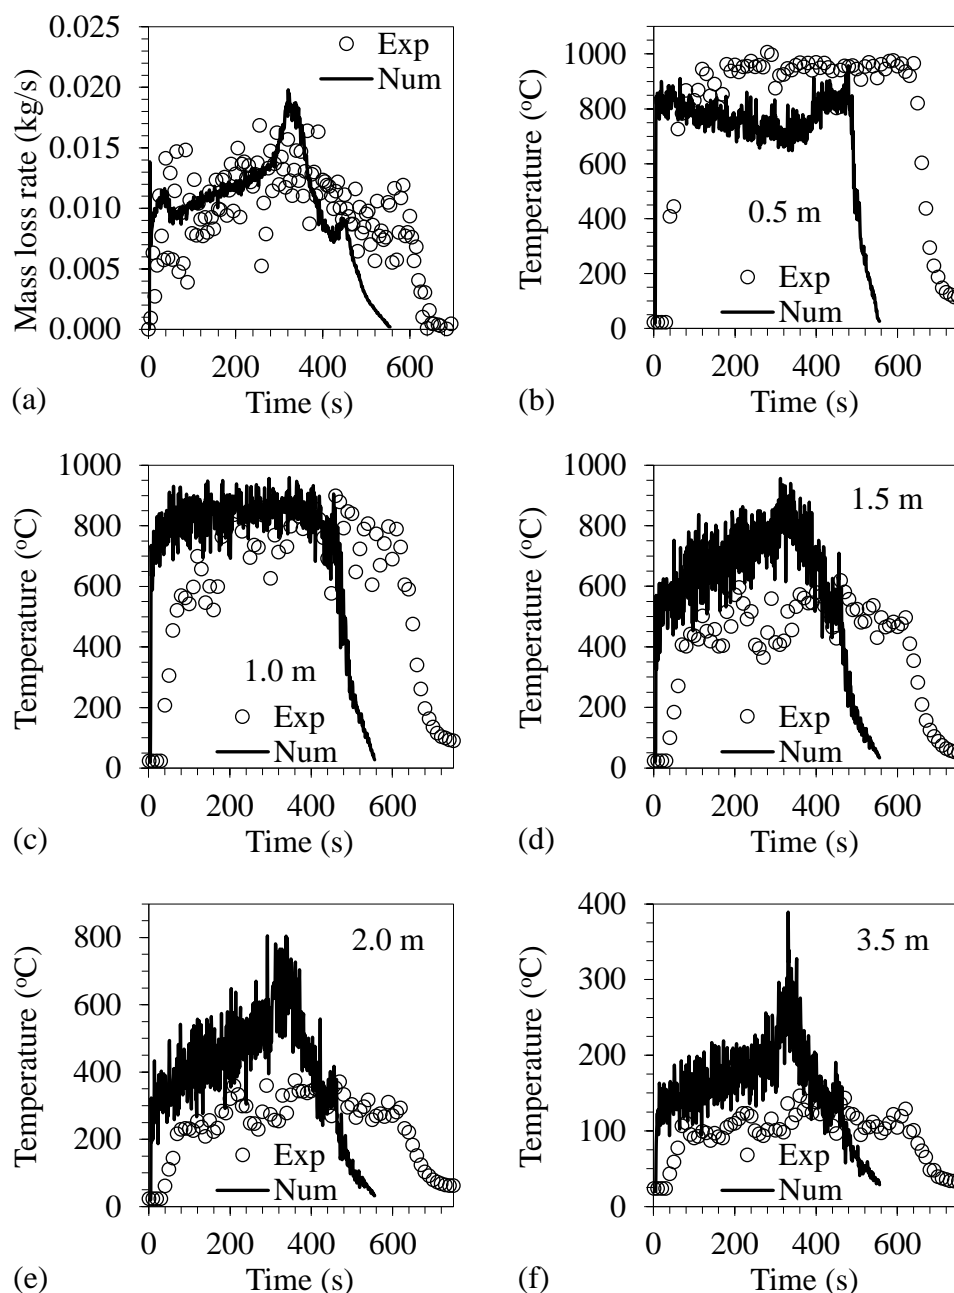 Mass loss rate (kg/s)
0.025
0.020
0.015
0.010
0.005
0.000
Exp
Num
0 200 400 600
Time (s)
(a)
Temperature (°C)
1000
800
600
400
200
0
0.5 m
Exp
Num
0 200 400 600
Time (s)
(b)
Temperature (°C)
1000
800
600
400
200
0
1.0 m
Exp
Num
0 200 400 600
Time (s)
(c)
Temperature (°C)
1000
800
600
400
200
0
1.5 m
Exp
Num
0 200 400 600
Time (s)
(d)
Temperature (°C)
800
600
400
200
0
2.0 m
Exp
Num
0 200 400 600
Time (s)
(e)
Temperature (°C)
400
300
200
100
0
3.5 m
Exp
Num
0 200 400 600
Time (s)
(f)